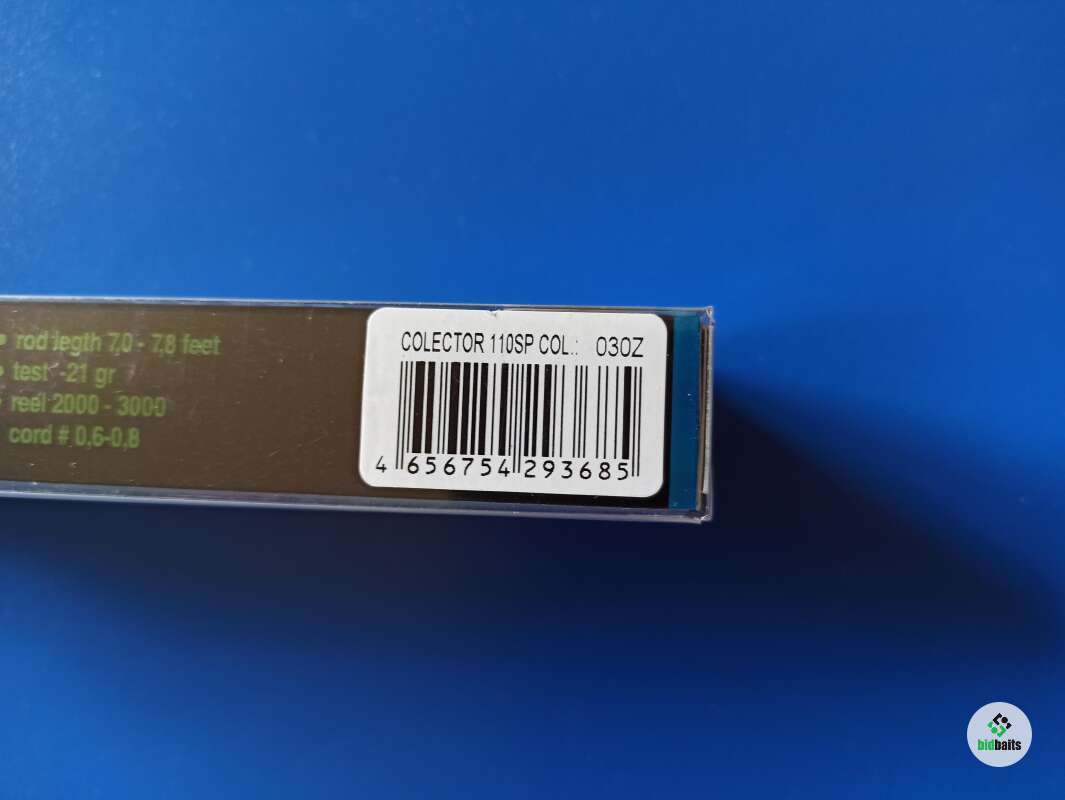 • rod legth 7,0 - 7,8 feet
• test -21 gr
• reel 2000 - 3000
cord # 0,6-0,8
COLECTOR 110SP COL.: 030Z
4 656754 293685
bidbaits